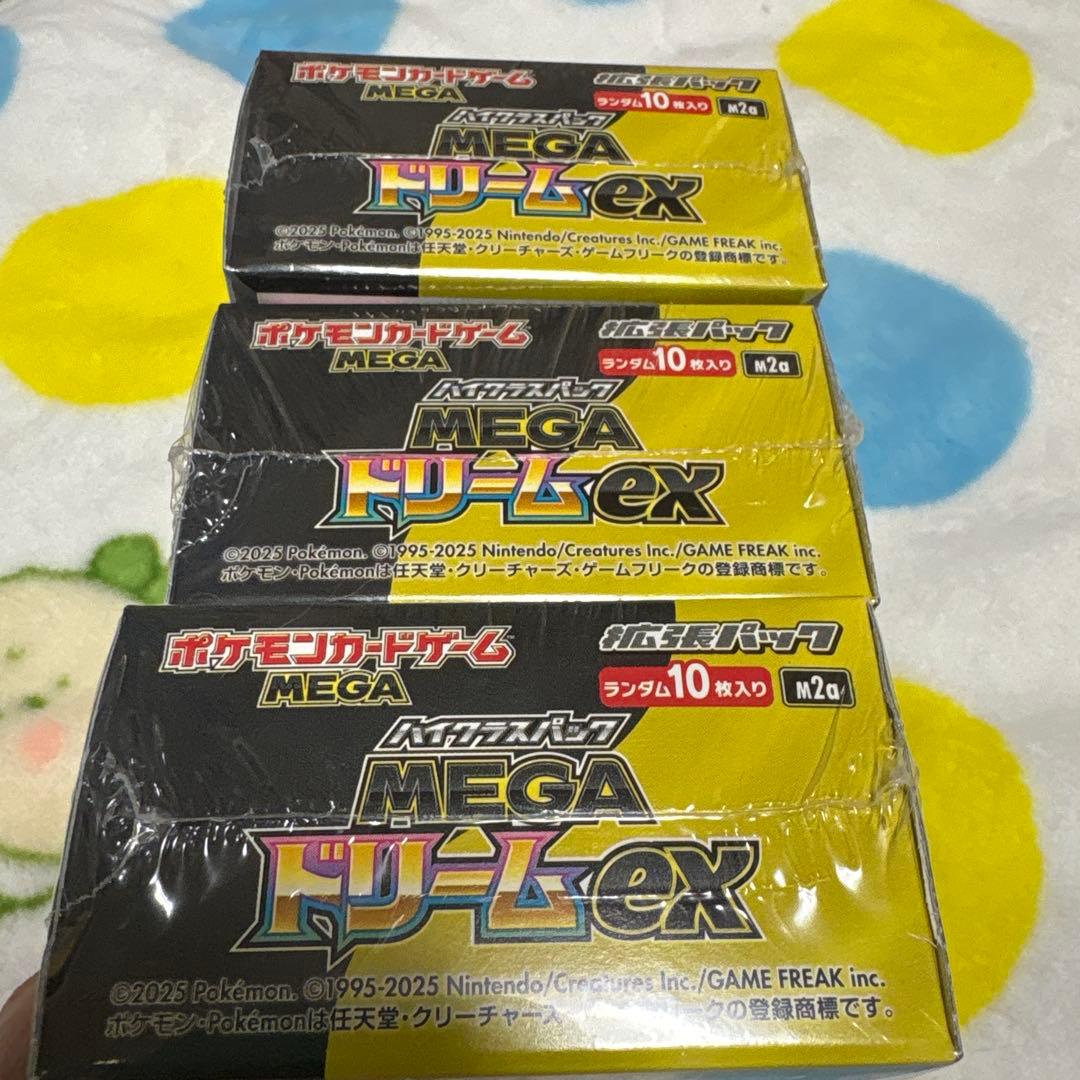 ポケモンカードゲーム
MEGA
拡張パック
ランダム10枚入り M2a
ハイクラスパック
MEGA
ドリームex
©2025 Pokémon. ©1995-2025 Nintendo/Creatures Inc./GAME FREAK inc.
ポケモン・Pokémonは任天堂・クリーチャーズ・ゲームフリークの登録商標です。
ポケモンカードゲーム
MEGA
拡張パック
ランダム10枚入り M2a
ハイクラスパック
MEGA
ドリームex
©2025 Pokémon. ©1995-2025 Nintendo/Creatures Inc./GAME FREAK inc.
ポケモン・Pokémonは任天堂・クリーチャーズ・ゲームフリークの登録商標です。
ポケモンカードゲーム™
MEGA
拡張パック
ランダム10枚入り M2a
ハイクラスパック
MEGA
ドリームex
©2025 Pokémon. ©1995-2025 Nintendo/Creatures Inc./GAME FREAK inc.
ポケモン・Pokémonは任天堂・クリーチャーズ・ゲームフリークの登録商標です。